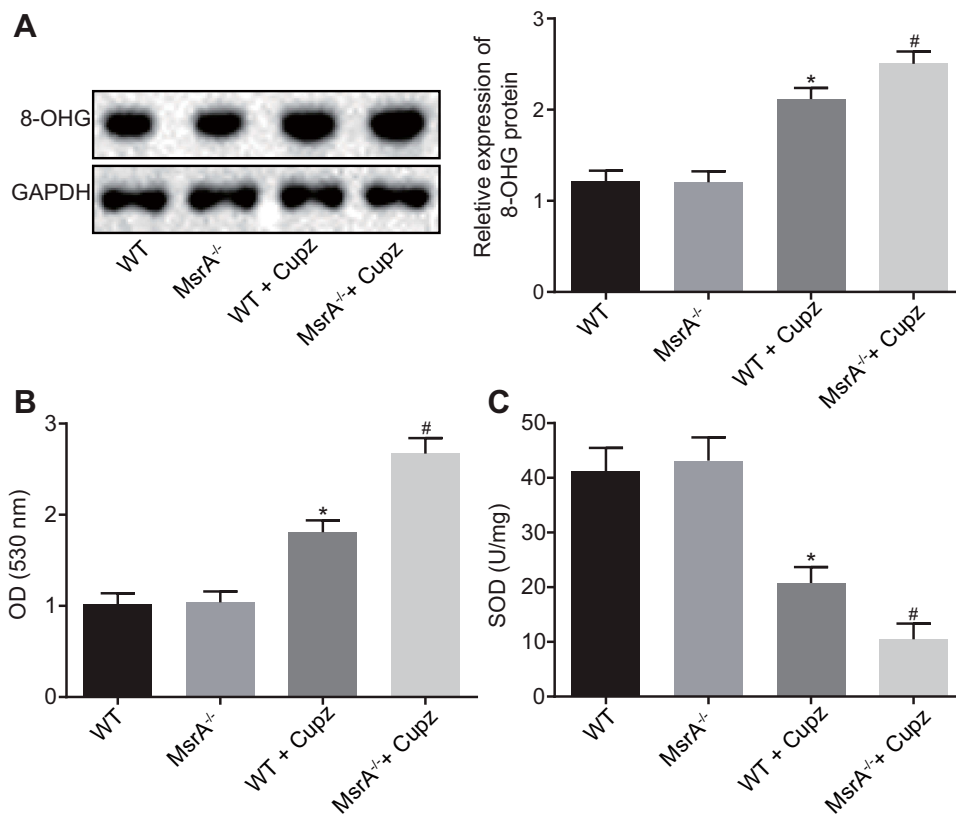 A
8-OHG
GAPDH
WT
MsrA-/-
WT + Cupz
MsrA-/-+ Cupz
Reletive expression of
8-OHG protein
3
2
1
0
*
#
WT
MsrA-/-
WT + Cupz
MsrA-/-+ Cupz
B
OD (530 nm)
3
2
1
0
*
#
WT
MsrA-/-
WT + Cupz
MsrA-/-+ Cupz
C
SOD (U/mg)
50
40
30
20
10
0
*
#
WT
MsrA-/-
WT + Cupz
MsrA-/-+ Cupz